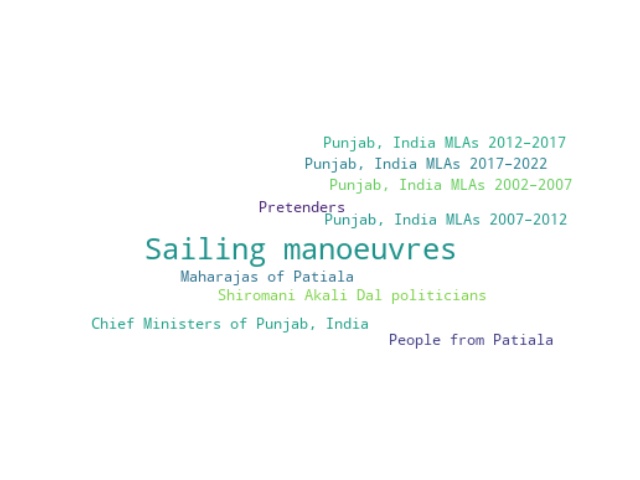 Punjab, India MLAs 2012–2017
Punjab, India MLAs 2017–2022
Punjab, India MLAs 2002–2007
Pretenders
Punjab, India MLAs 2007–2012
Sailing manoeuvres
Maharajas of Patiala
Shiromani Akali Dal politicians
Chief Ministers of Punjab, India
People from Patiala